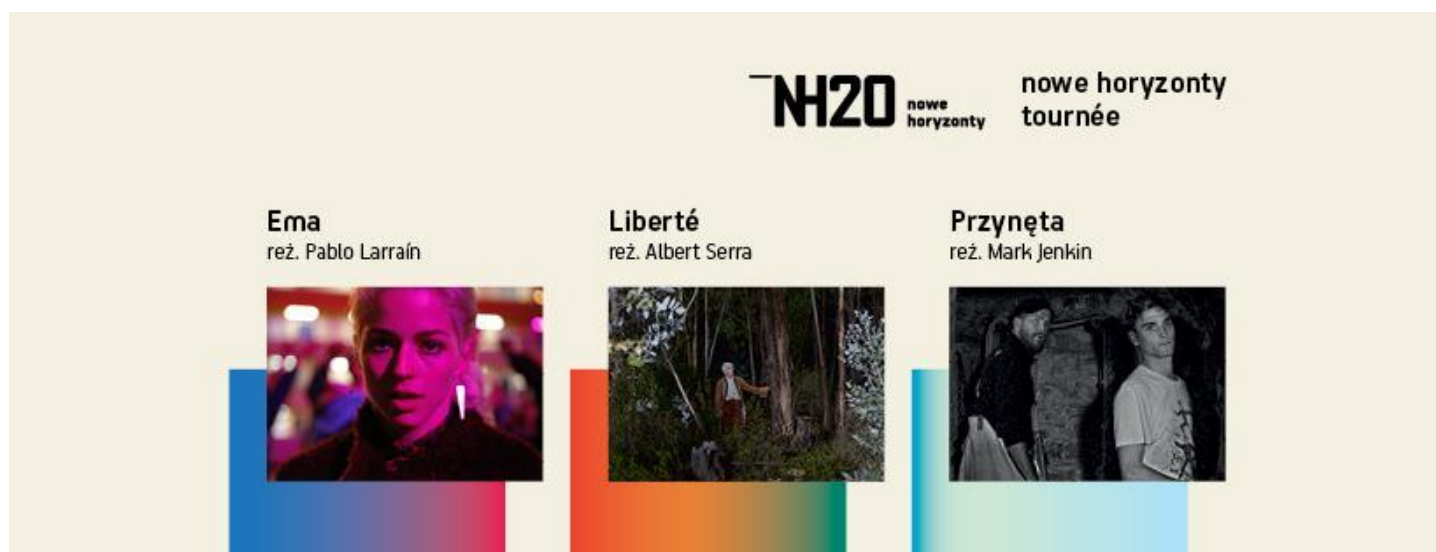 NH20 nowe
horyzonty
nowe horyzonty
tournée
Ema
reż. Pablo Larraín
Liberté
reż. Albert Serra
Przynęta
reż. Mark Jenkin